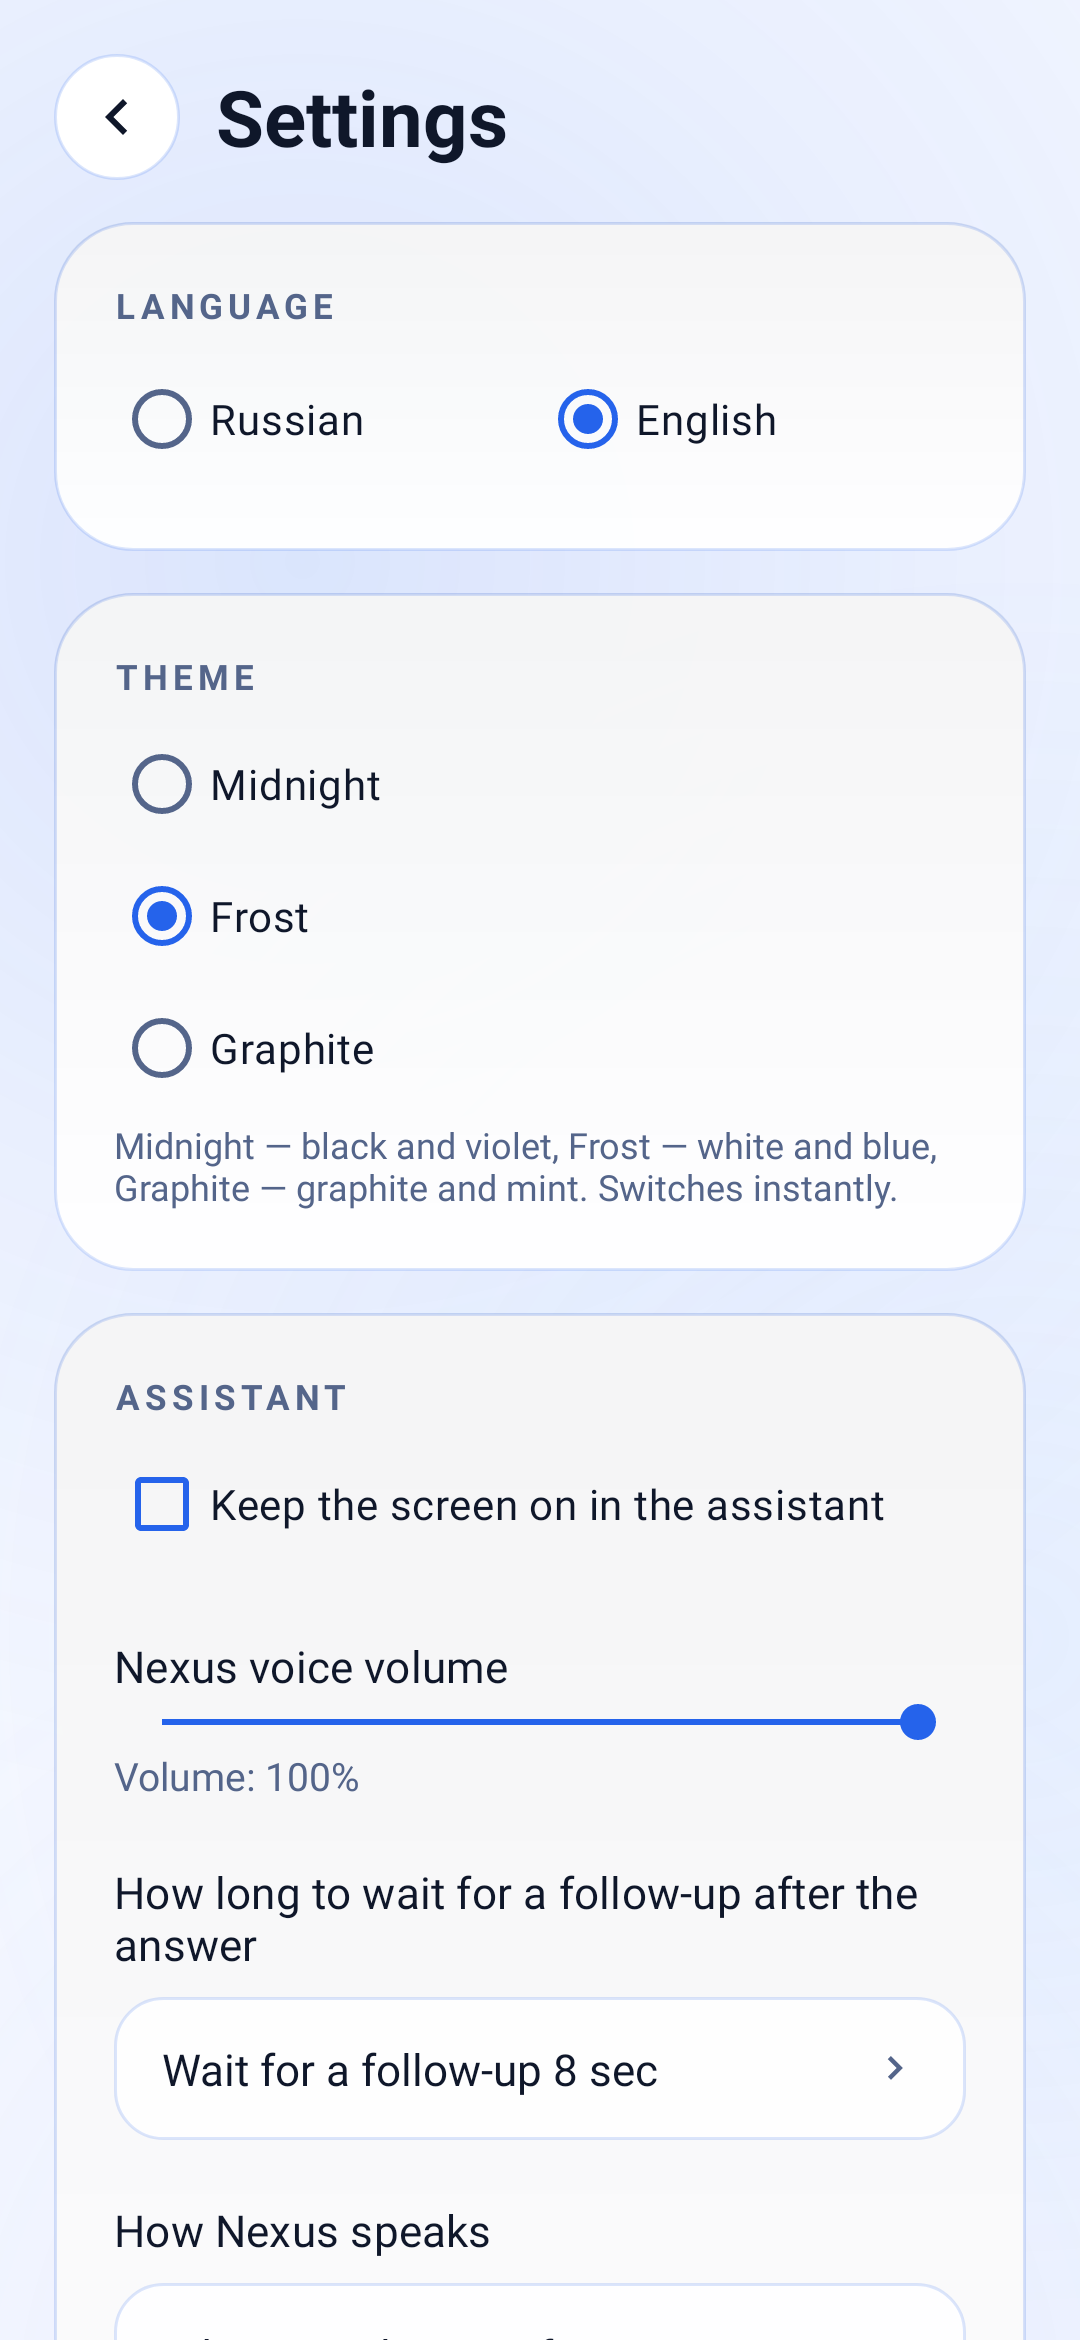 Settings
LANGUAGE
Russian
English
THEME
Midnight
Frost
Graphite
Midnight — black and violet, Frost — white and blue,
Graphite — graphite and mint. Switches instantly.
ASSISTANT
Keep the screen on in the assistant
Nexus voice volume
Volume: 100%
How long to wait for a follow-up after the
answer
Wait for a follow-up 8 sec
How Nexus speaks